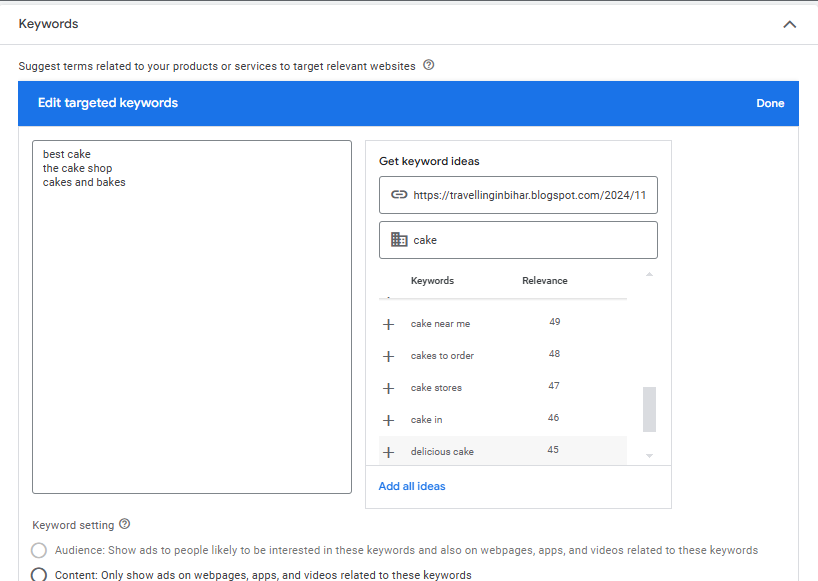 Keywords
Suggest terms related to your products or services to target relevant websites
Edit targeted keywords
Done
best cake
the cake shop
cakes and bakes
Get keyword ideas
https://travellinginbihar.blogspot.com/2024/11
cake
Keywords Relevance
cake near me 49
cakes to order 48
cake stores 47
cake in 46
delicious cake 45
Add all ideas
Keyword setting
Audience: Show ads to people likely to be interested in these keywords and also on webpages, apps, and videos related to these keywords
Content: Only show ads on webpages, apps, and videos related to these keywords